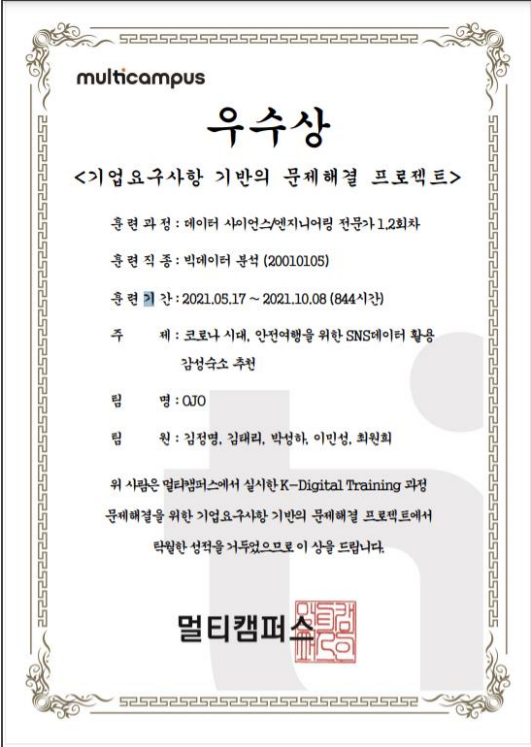 multicampus
우수상
<기업요구사항 기반의 문제해결 프로젝트>
훈 련 과 정 : 데이터 사이언스/엔지니어링 전문가 1,2회차
훈 련 직 종 : 빅데이터 분석 (20010105)
훈 련 기 간 : 2021.05.17 ~ 2021.10.08 (844시간)
주 제 : 코로나 시대, 안전여행을 위한 SNS데이터 활용
감성숙소 추천
팀 명 : OJO
팀 원 : 김정명, 김태리, 박성하, 이민성, 최원희
위 사람은 멀티캠퍼스에서 실시한 K-Digital Training 과정
문제해결을 위한 기업요구사항 기반의 문제해결 프로젝트에서
탁월한 성적을 거두었으므로 이 상을 드립니다.
멀티캠퍼스